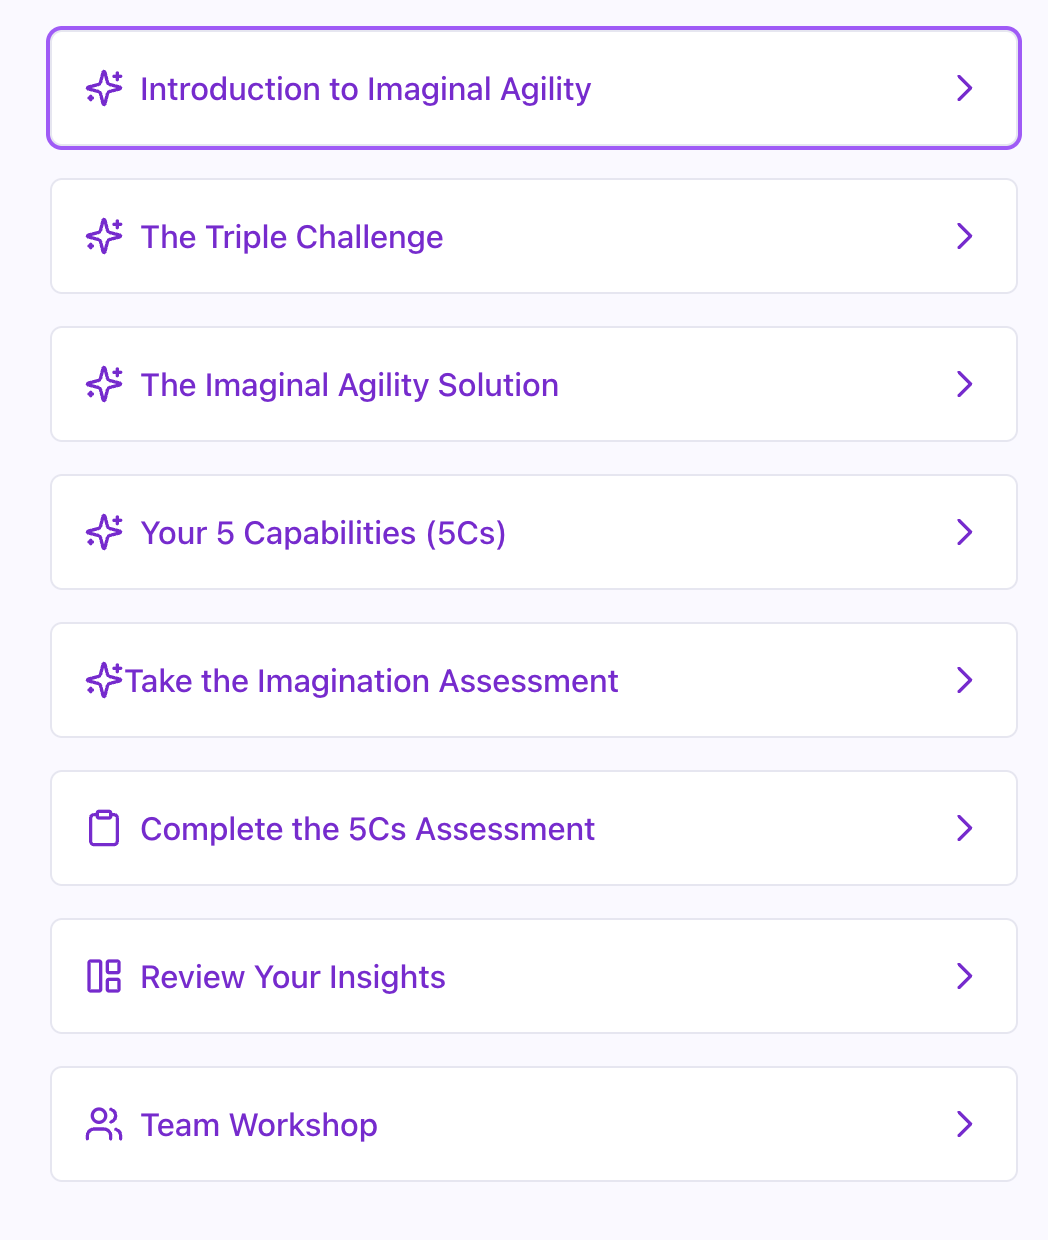 Introduction to Imaginal Agility
The Triple Challenge
The Imaginal Agility Solution
Your 5 Capabilities (5Cs)
Take the Imagination Assessment
Complete the 5Cs Assessment
Review Your Insights
Team Workshop